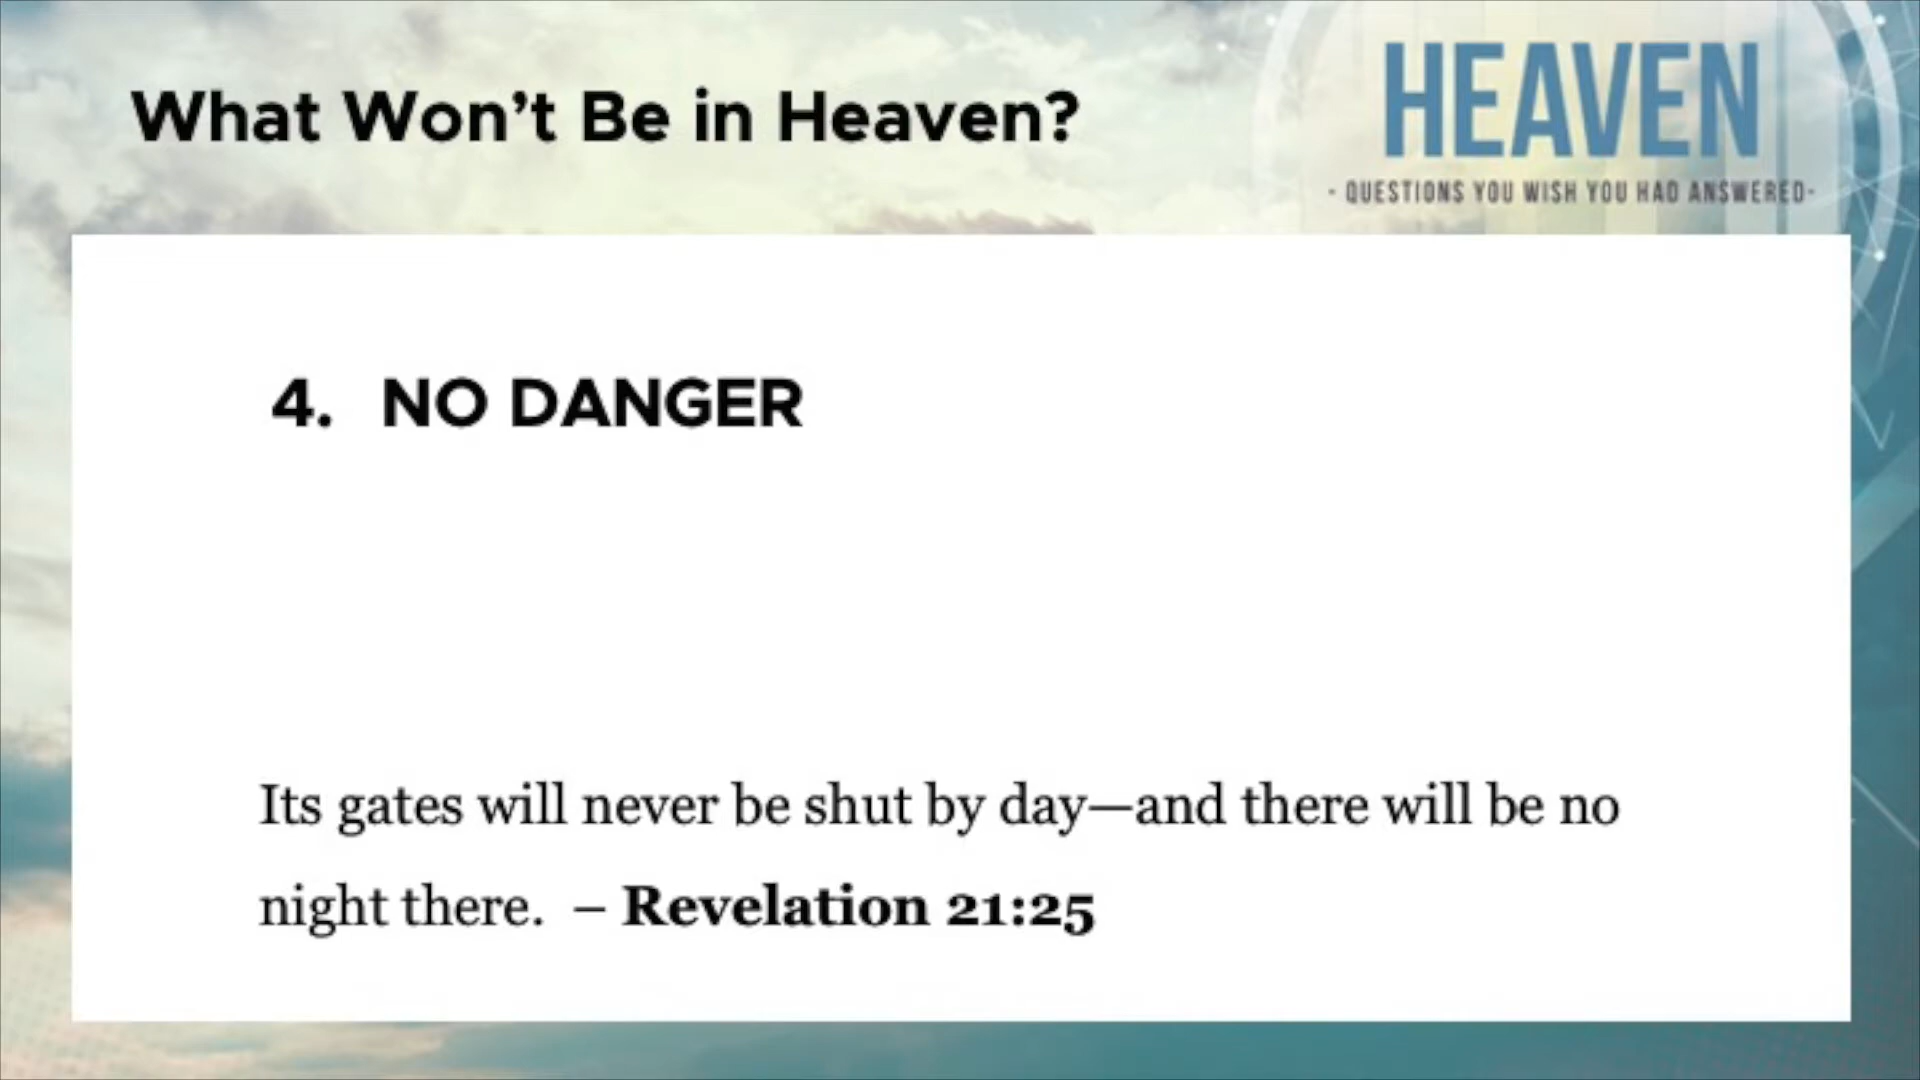 What Won’t Be in Heaven?
HEAVEN
- QUESTIONS YOU WISH YOU HAD ANSWERED-
4. NO DANGER
Its gates will never be shut by day—and there will be no
night there. – Revelation 21:25